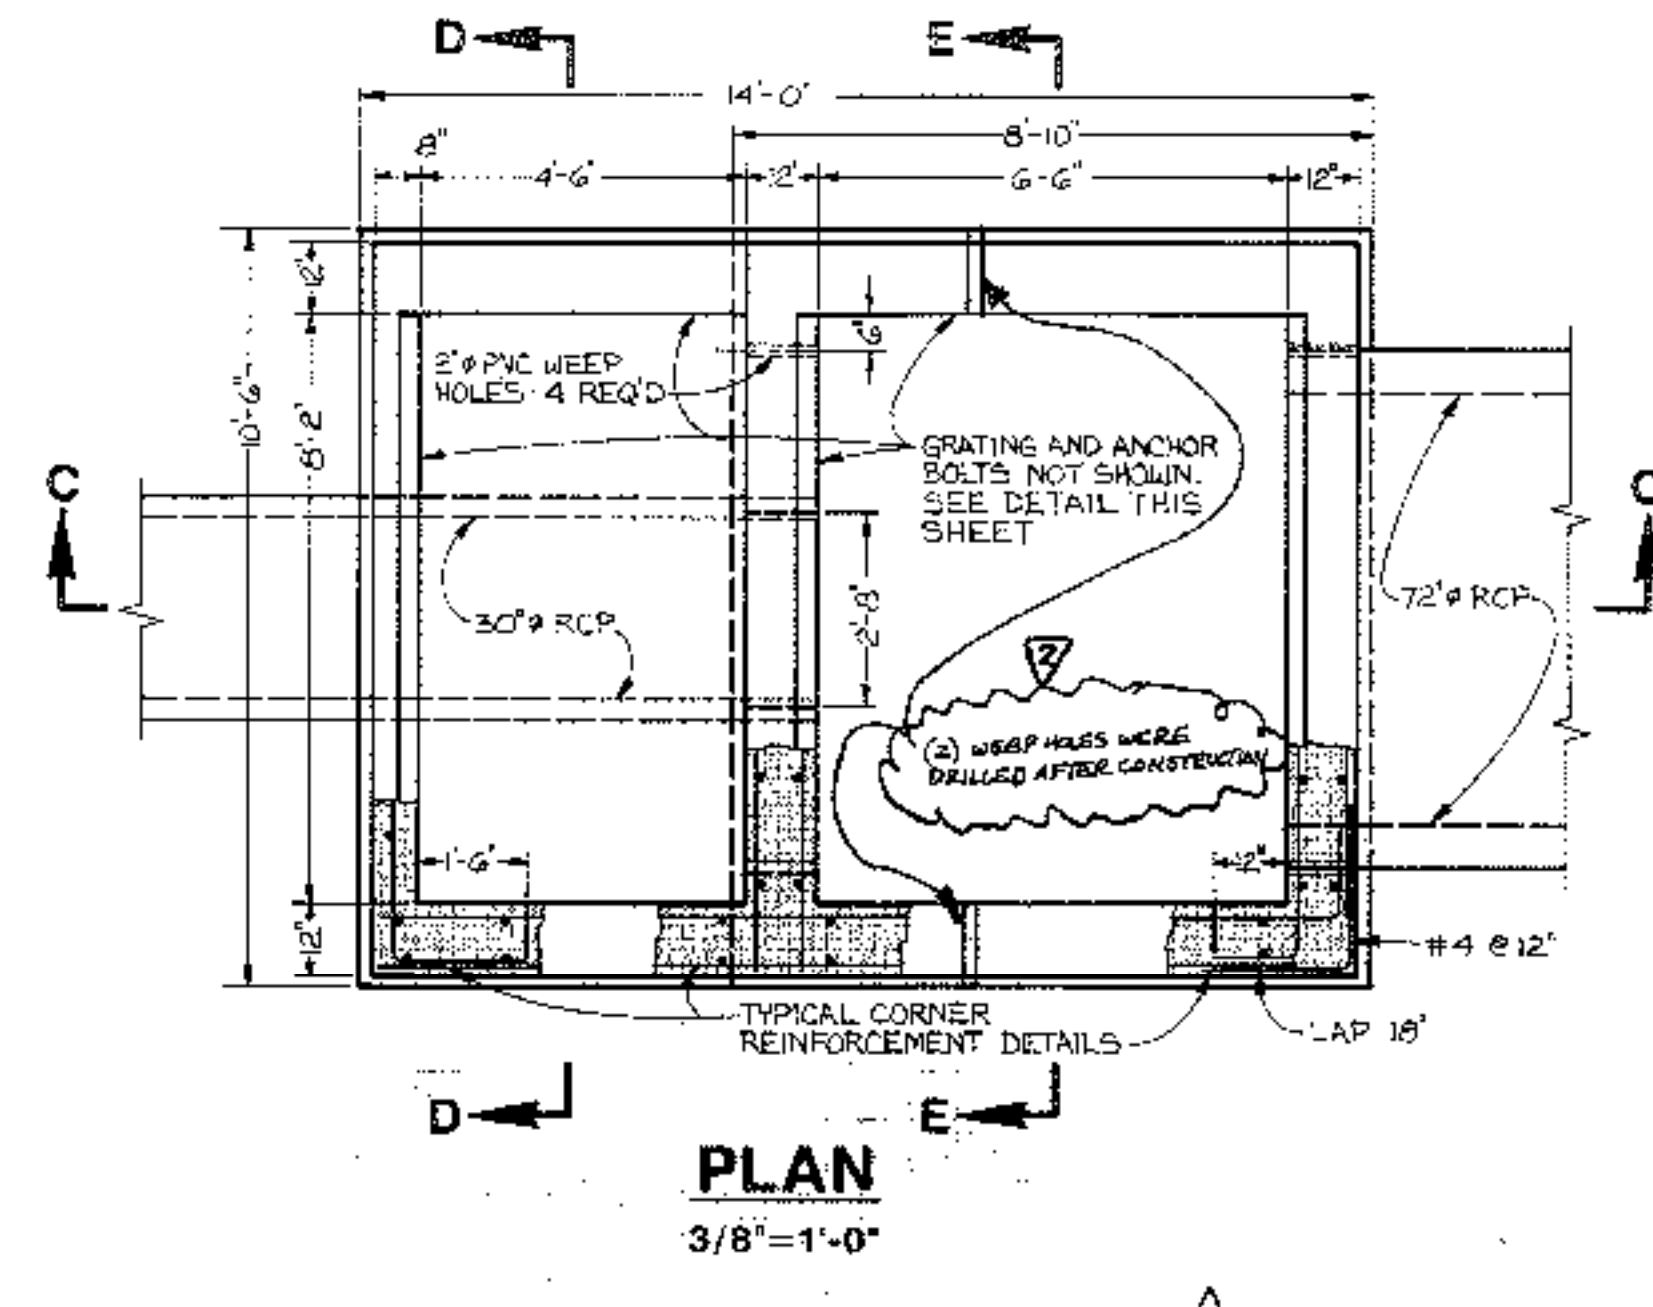 D
E
14'-0"
8'-10"
8"
4'-6"
12"
6'-6"
12"
12"
6"
2"φ PVC WEEP
HOLES-4 REQ'D
10'-6"
8'-2"
GRATING AND ANCHOR
BOLTS NOT SHOWN.
SEE DETAIL THIS
SHEET
C
C
30"φ RCP
2'-8"
72"φ RCP
2
(2) WEEP HOLES WERE
DRILLED AFTER CONSTRUCTION
1'-6"
12"
12"
#4 @ 12"
TYPICAL CORNER
REINFORCEMENT DETAILS
LAP 18"
D
E
PLAN
3/8"=1'-0"